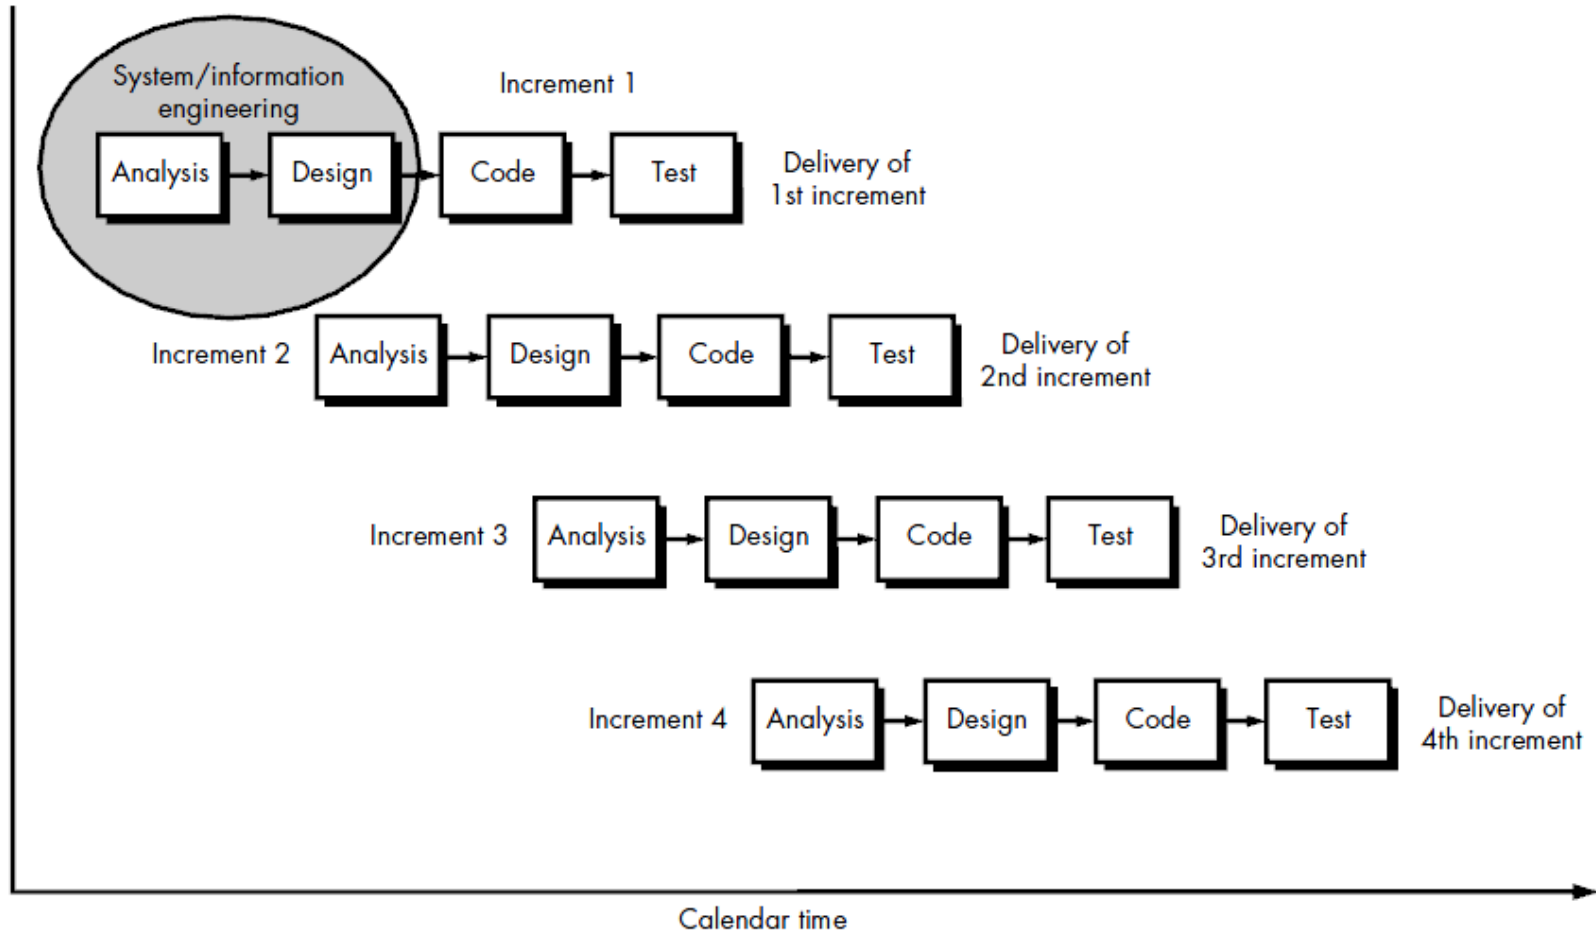 System/information
engineering
Increment 1
Analysis
Design
Code
Test
Delivery of
1st increment
Increment 2
Analysis
Design
Code
Test
Delivery of
2nd increment
Increment 3
Analysis
Design
Code
Test
Delivery of
3rd increment
Increment 4
Analysis
Design
Code
Test
Delivery of
4th increment
Calendar time